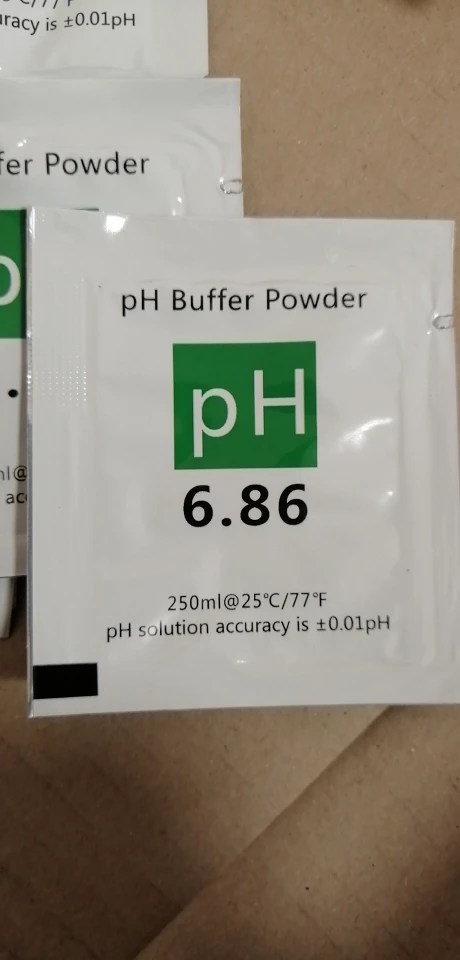 uracy is ±0.01pH
fer Powder
pH Buffer Powder
pH
6.86
250ml@25℃/77℉
pH solution accuracy is ±0.01pH